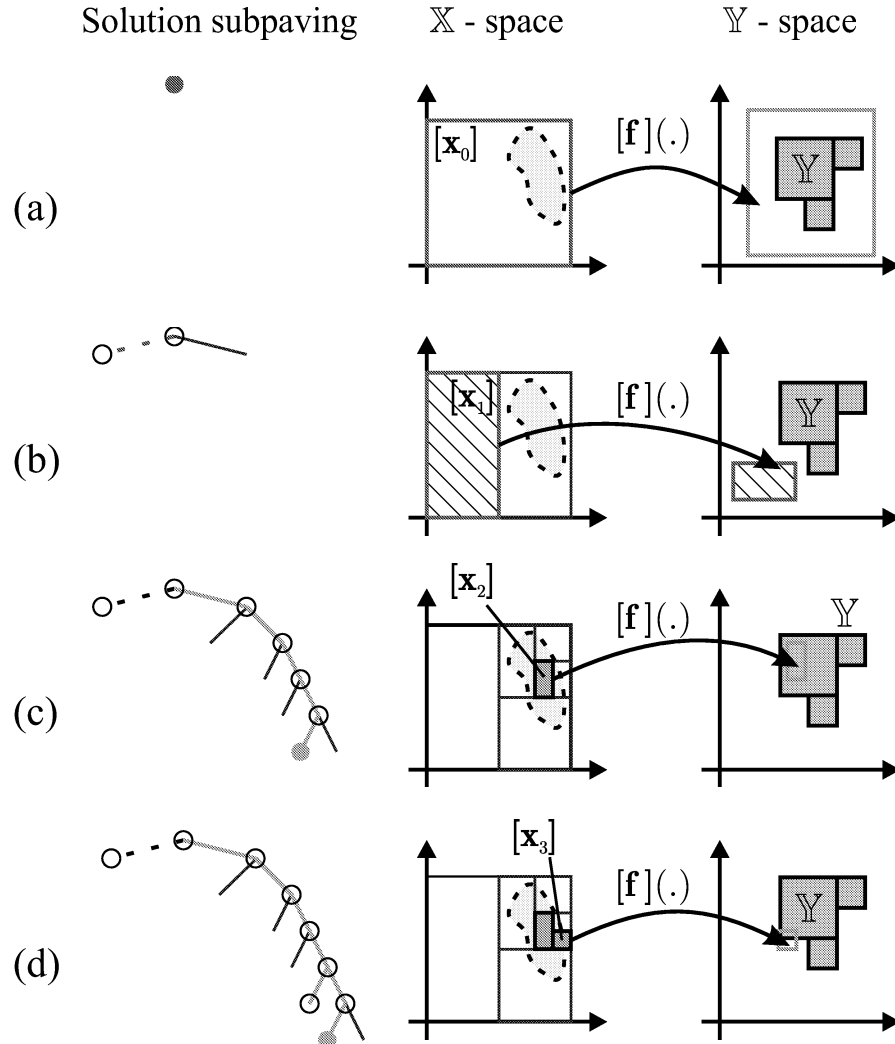 Solution subpaving
𝕏 - space
𝕐 - space
(a)
[x₀]
[f](.)
𝕐
(b)
[x₁]
[f](.)
𝕐
(c)
[x₂]
[f](.)
𝕐
(d)
[x₃]
[f](.)
𝕐